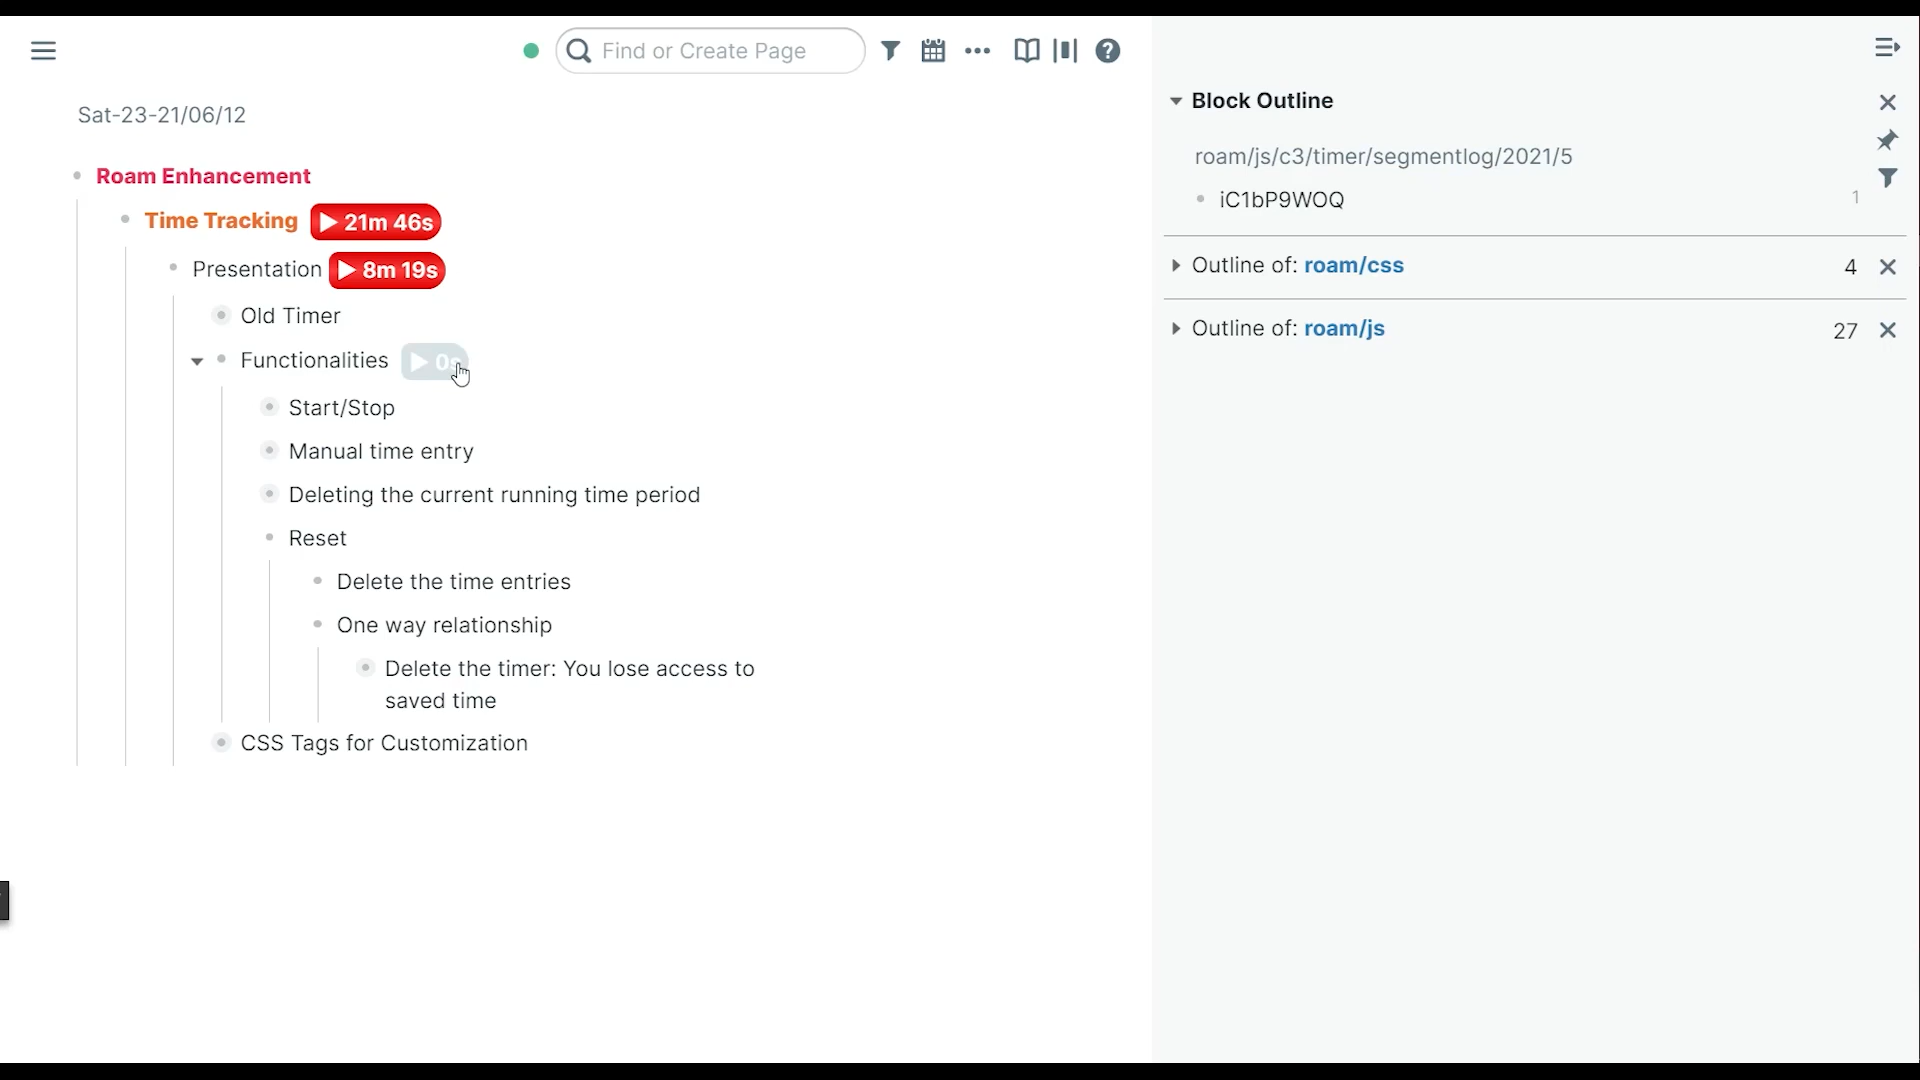 Find or Create Page
Sat-23-21/06/12
Roam Enhancement
Time Tracking 21m 46s
Presentation 8m 19s
Old Timer
Functionalities 0s
Start/Stop
Manual time entry
Deleting the current running time period
Reset
Delete the time entries
One way relationship
Delete the timer: You lose access to
saved time
CSS Tags for Customization
Block Outline
roam/js/c3/timer/segmentlog/2021/5
iC1bP9WOQ 1
Outline of: roam/css 4
Outline of: roam/js 27